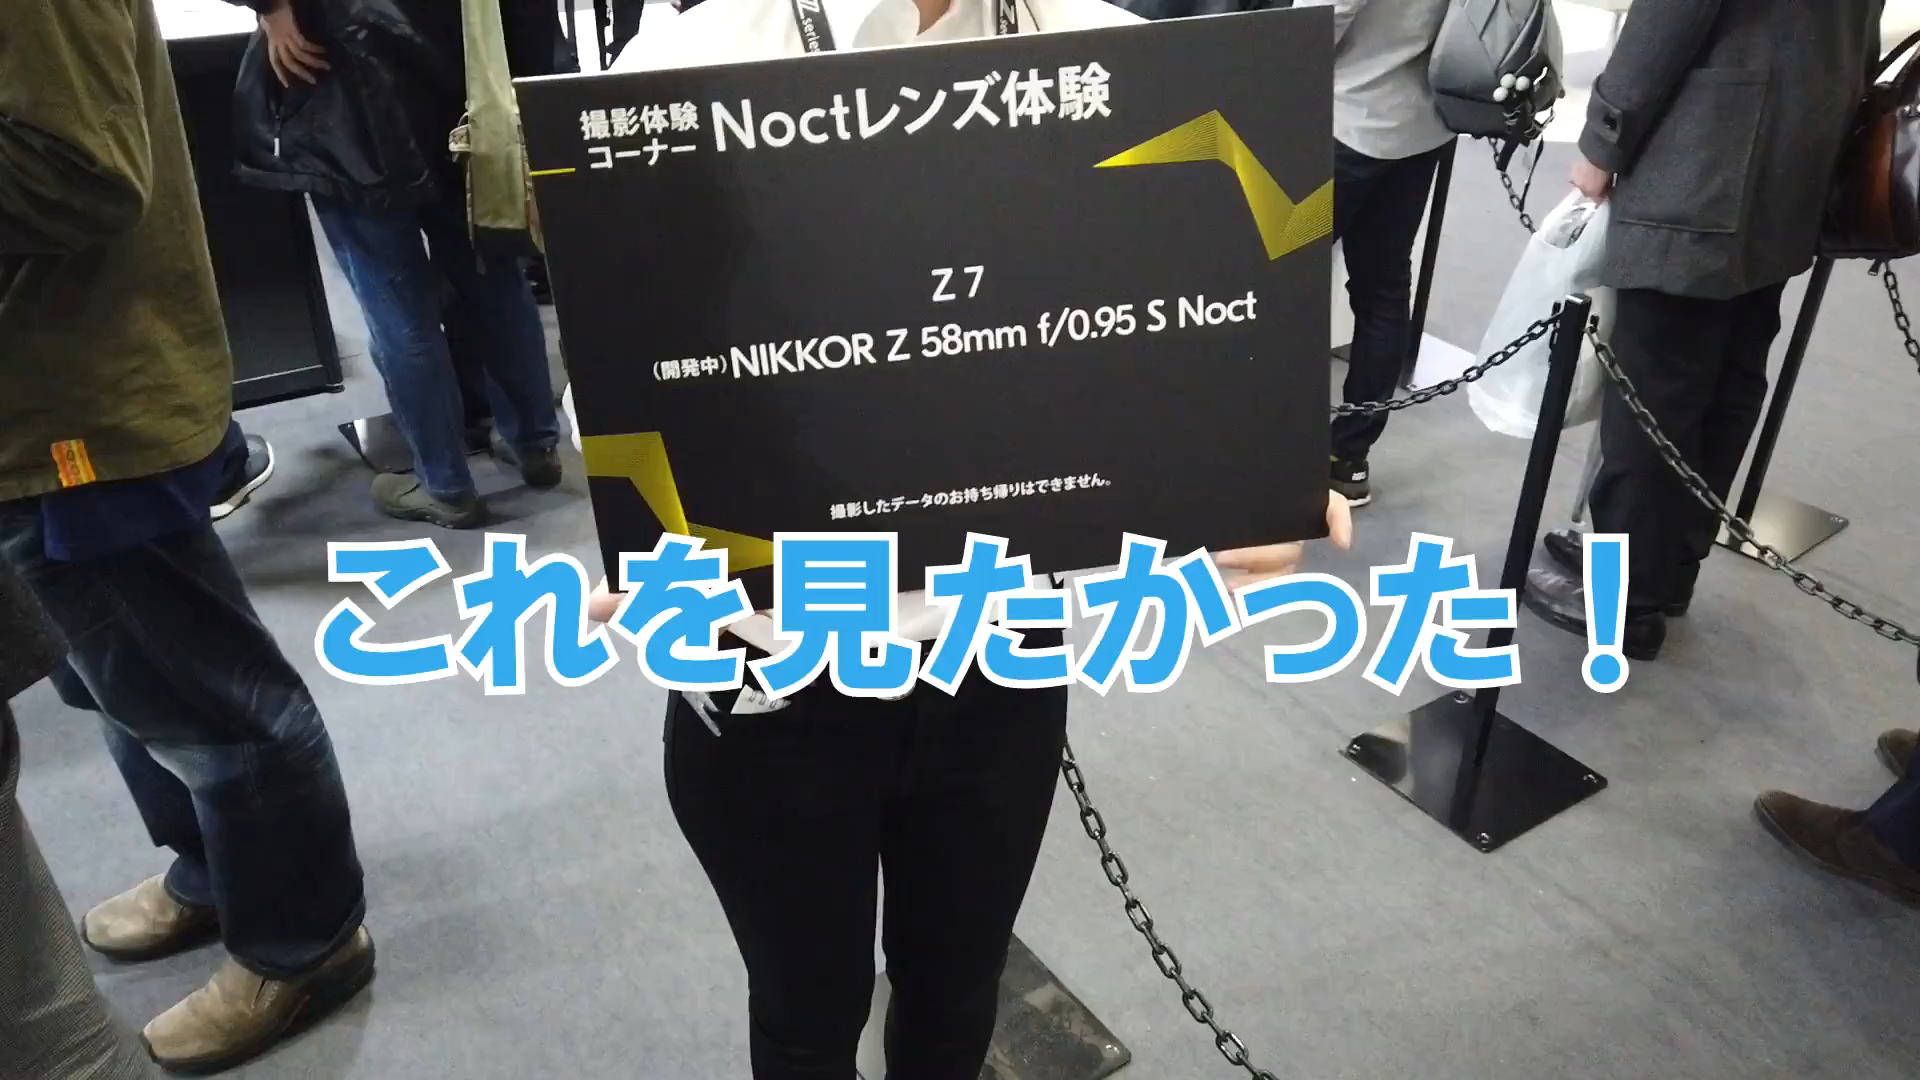 Z series
撮影体験
コーナー
Noctレンズ体験
Z 7
(開発中)NIKKOR Z 58mm f/0.95 S Noct
撮影したデータのお持ち帰りはできません。
これを見たかった!